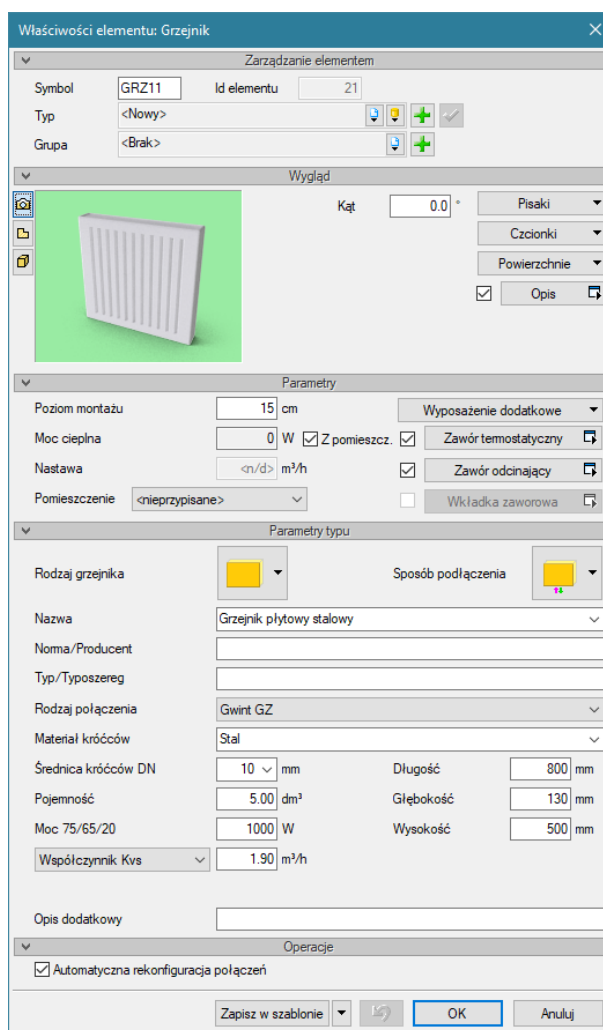 Właściwości elementu: Grzejnik
Zarządzanie elementem
Symbol GRZ11 Id elementu 21
Typ <Nowy>
Grupa <Brak>
Wygląd
Kąt 0.0 ° Pisaki
Czcionki
Powierzchnie
Opis
Parametry
Poziom montażu 15 cm Wyposażenie dodatkowe
Moc cieplna 0 W Z pomieszcz. Zawór termostatyczny
Nastawa <n/d> m³/h Zawór odcinający
Pomieszczenie <nieprzypisane> Wkładka zaworowa
Parametry typu
Rodzaj grzejnika Sposób podłączenia
Nazwa Grzejnik płytowy stalowy
Norma/Producent
Typ/Typoszereg
Rodzaj połączenia Gwint GZ
Materiał króćców Stal
Średnica króćców DN 10 mm Długość 800 mm
Pojemność 5.00 dm³ Głębokość 130 mm
Moc 75/65/20 1000 W Wysokość 500 mm
Współczynnik Kvs 1.90 m³/h
Opis dodatkowy
Operacje
Automatyczna rekonfiguracja połączeń
Zapisz w szablonie OK Anuluj